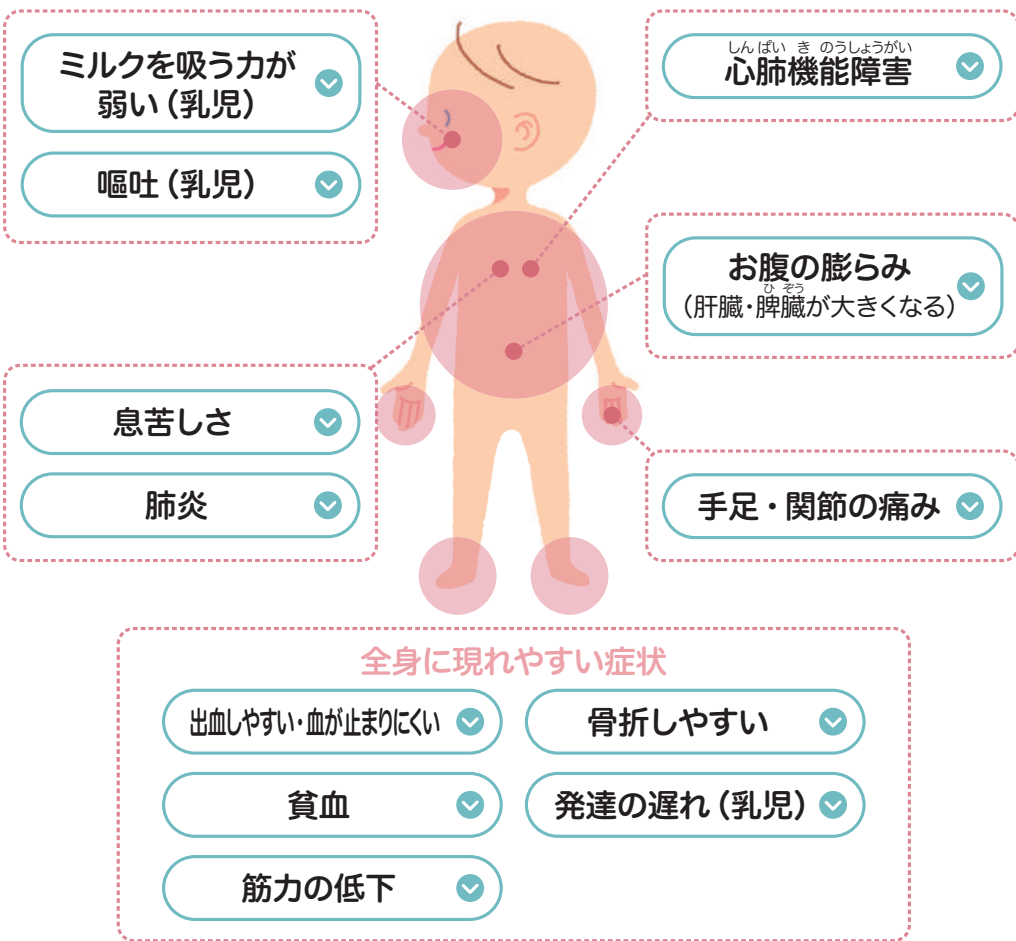 ミルクを吸う力が
弱い（乳児）
嘔吐（乳児）
しんぱいきのうしょうがい
心肺機能障害
お腹の膨らみ
ひぞう
（肝臓・脾臓が大きくなる）
息苦しさ
肺炎
手足・関節の痛み
全身に現れやすい症状
出血しやすい・血が止まりにくい
骨折しやすい
貧血
発達の遅れ（乳児）
筋力の低下